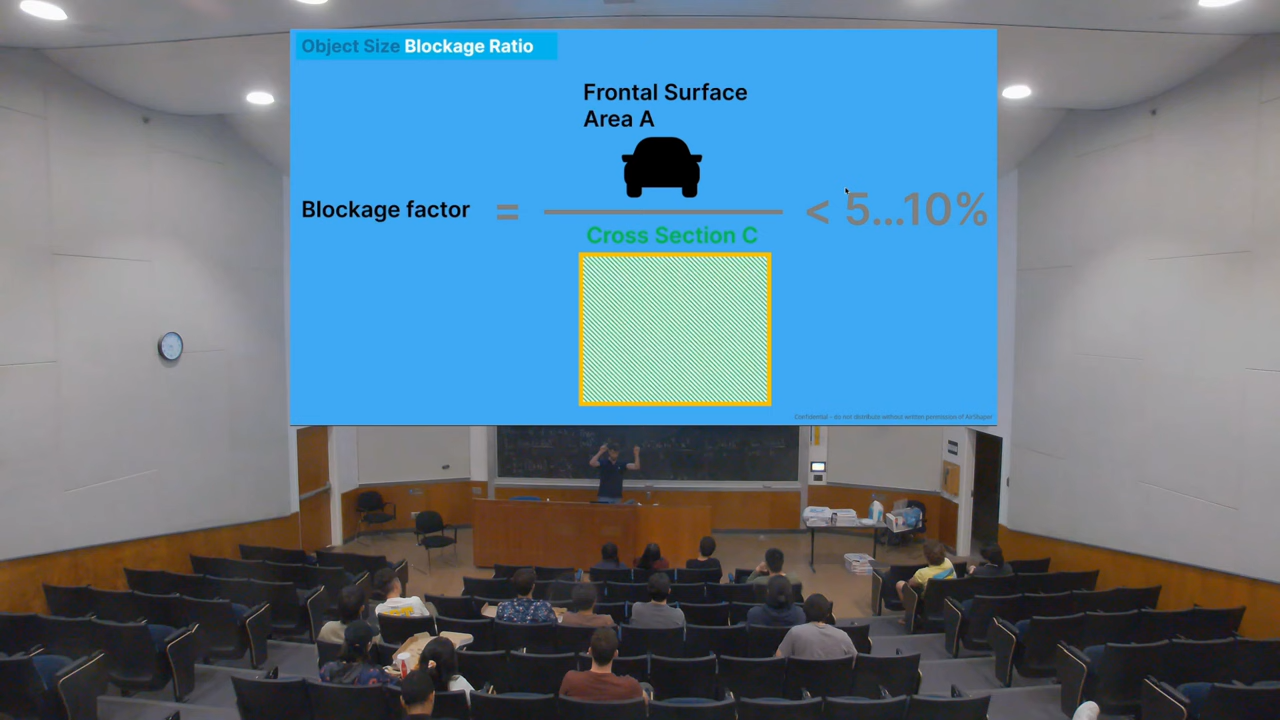 Object Size Blockage Ratio
Frontal Surface
Area A
Blockage factor = < 5...10%
Cross Section C
Confidential - do not distribute without written permission of AirShaper